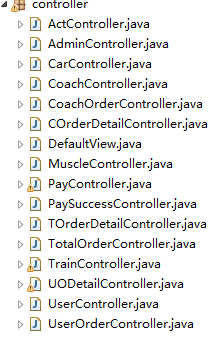 controller
ActController.java
AdminController.java
CarController.java
CoachController.java
CoachOrderController.java
COrderDetailController.java
DefaultView.java
MuscleController.java
PayController.java
PaySuccessController.java
TOrderDetailController.java
TotalOrderController.java
TrainController.java
UODetailController.java
UserController.java
UserOrderController.java